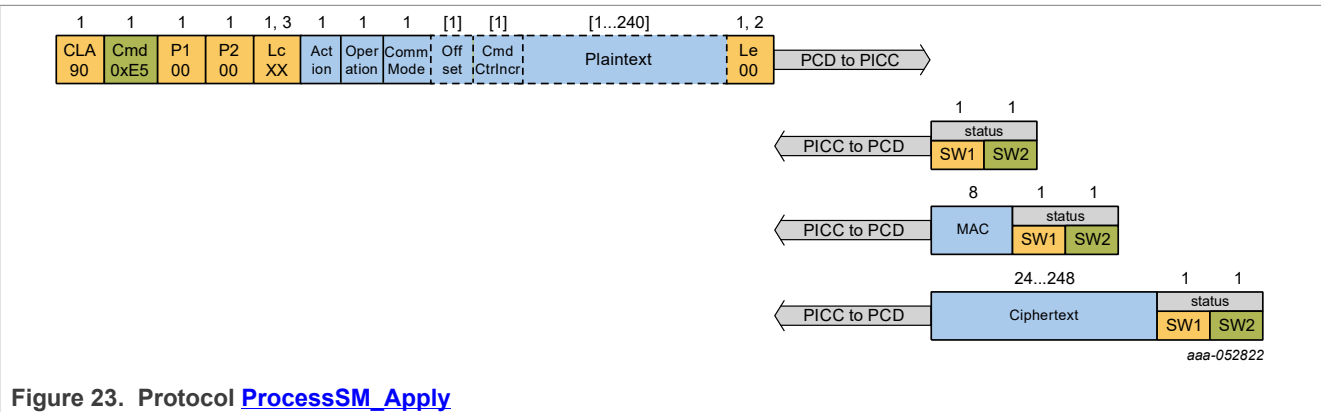 1 1 1 1 1, 3 1 1 1 [1] [1] [1...240] 1, 2
CLA Cmd P1 P2 Lc Act Oper Comm Off Cmd Plaintext Le
90 0xE5 00 00 XX ion ation Mode set CtrIncr 00
PCD to PICC
1 1
status
PICC to PCD SW1 SW2
8 1 1
status
PICC to PCD MAC SW1 SW2
24...248 1 1
status
PICC to PCD Ciphertext SW1 SW2
aaa-052822
Figure 23. Protocol ProcessSM_Apply